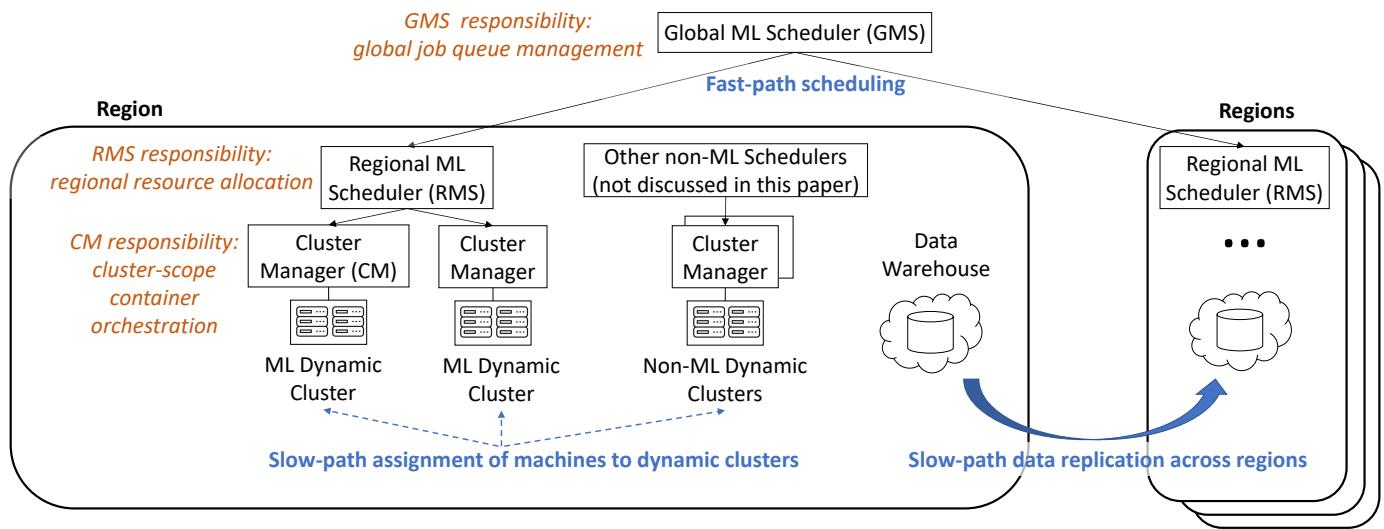 GMS responsibility:
global job queue management
Global ML Scheduler (GMS)
Fast-path scheduling
Region
Regions
RMS responsibility:
regional resource allocation
Regional ML
Scheduler (RMS)
Other non-ML Schedulers
(not discussed in this paper)
Regional ML
Scheduler (RMS)
CM responsibility:
cluster-scope
container
orchestration
Cluster
Manager (CM)
Cluster
Manager
Cluster
Manager
Data
Warehouse
...
ML Dynamic
Cluster
ML Dynamic
Cluster
Non-ML Dynamic
Clusters
Slow-path assignment of machines to dynamic clusters
Slow-path data replication across regions